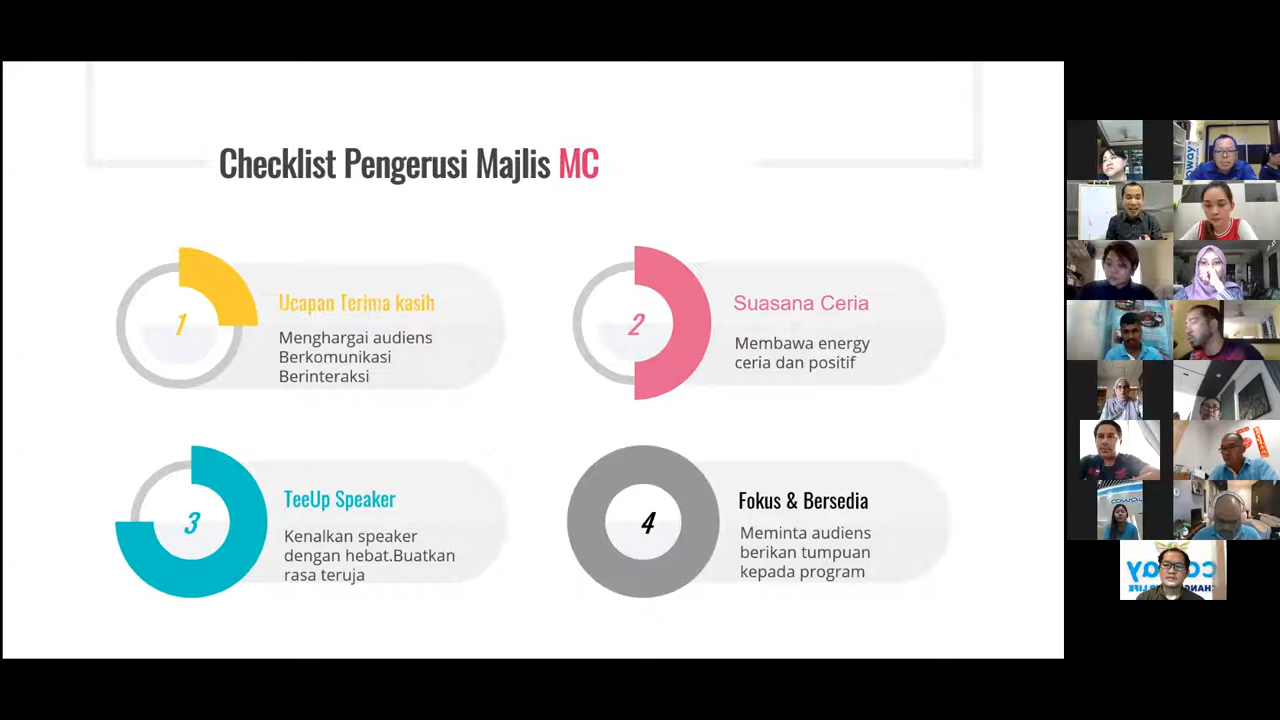 Checklist Pengerusi Majlis MC
1
Ucapan Terima kasih
Menghargai audiens
Berkomunikasi
Berinteraksi
2
Suasana Ceria
Membawa energy
ceria dan positif
3
TeeUp Speaker
Kenalkan speaker
dengan hebat.Buatkan
rasa teruja
4
Fokus & Bersedia
Meminta audiens
berikan tumpuan
kepada program
coway